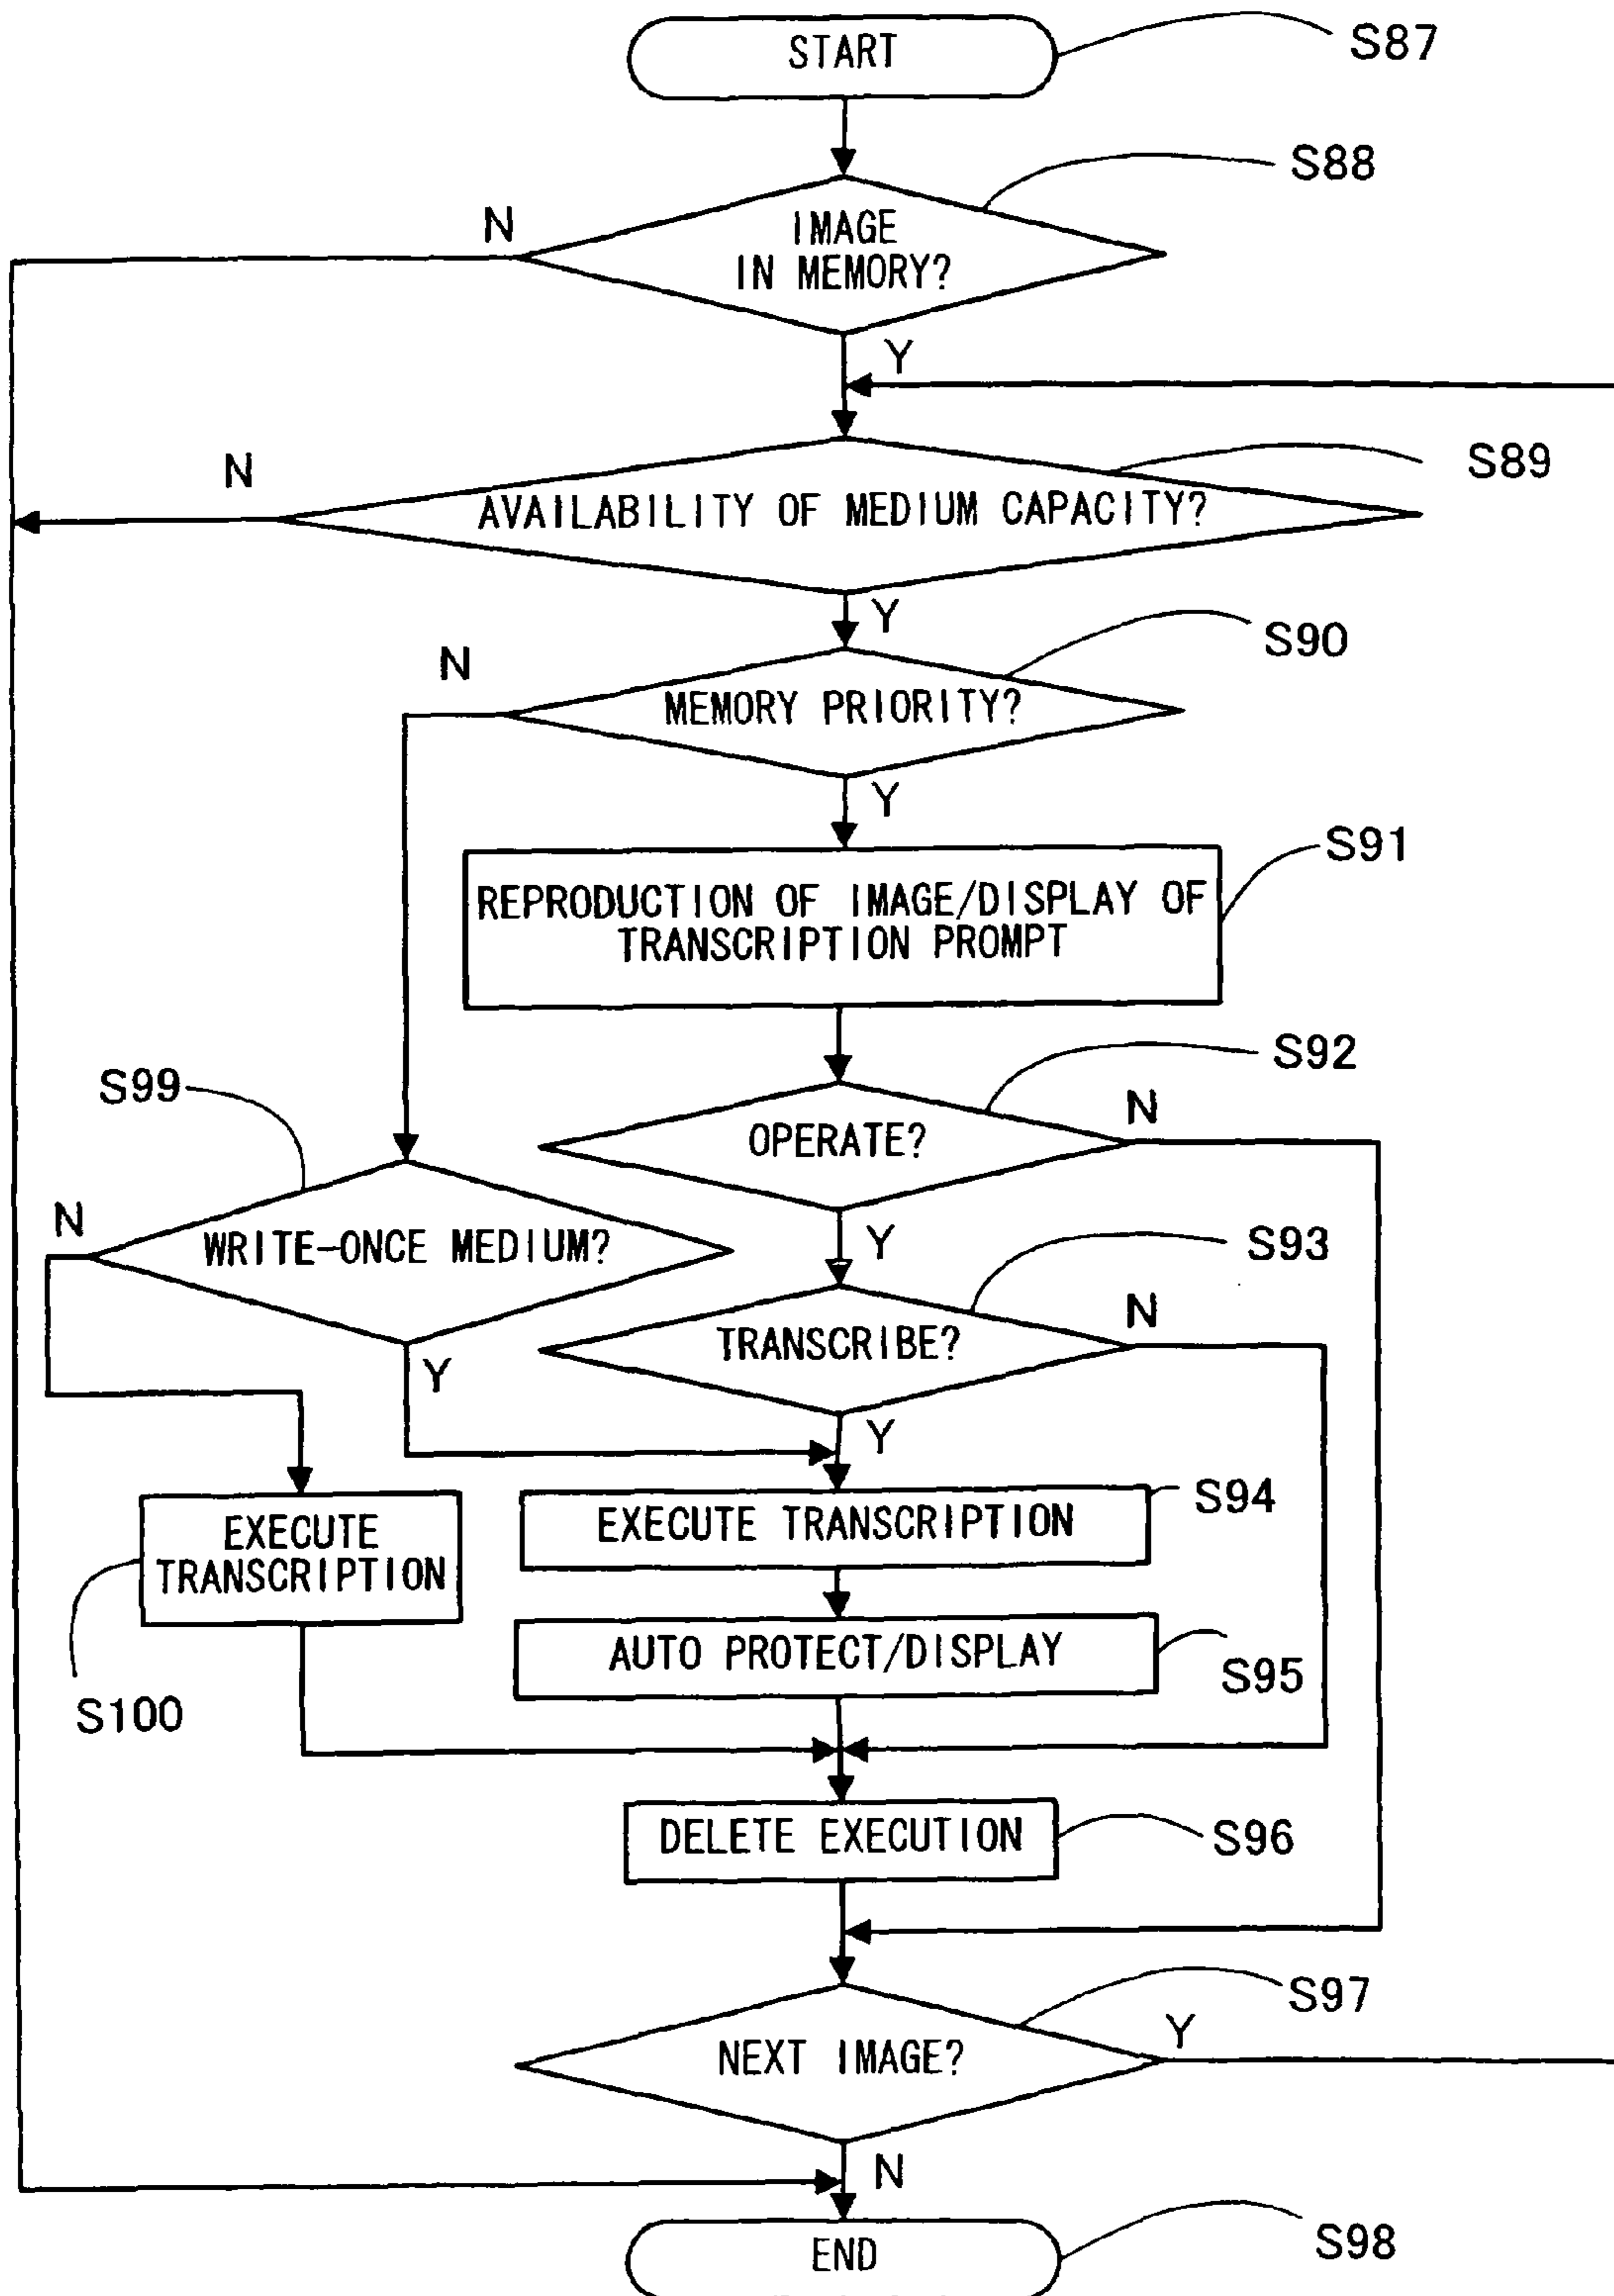 START
S87
S88
N
IMAGE
IN MEMORY?
Y
S89
N
AVAILABILITY OF MEDIUM CAPACITY?
Y
S90
N
MEMORY PRIORITY?
Y
S91
REPRODUCTION OF IMAGE/DISPLAY OF
TRANSCRIPTION PROMPT
S92
S99
N
OPERATE?
N
WRITE-ONCE MEDIUM?
Y
S93
N
TRANSCRIBE?
Y
Y
S94
EXECUTE
TRANSCRIPTION
EXECUTE TRANSCRIPTION
AUTO PROTECT/DISPLAY
S95
S100
DELETE EXECUTION
S96
S97
Y
NEXT IMAGE?
N
END
S98